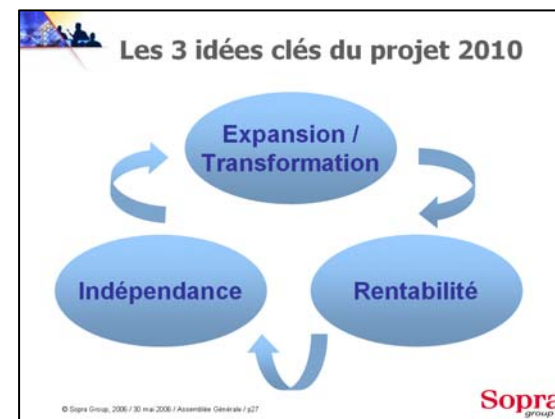 Les 3 idées clés du projet 2010
Expansion /
Transformation
Indépendance
Rentabilité
© Sopra Group, 2006 / 30 mai 2006 / Assemblée Générale / p27
Sopra
group